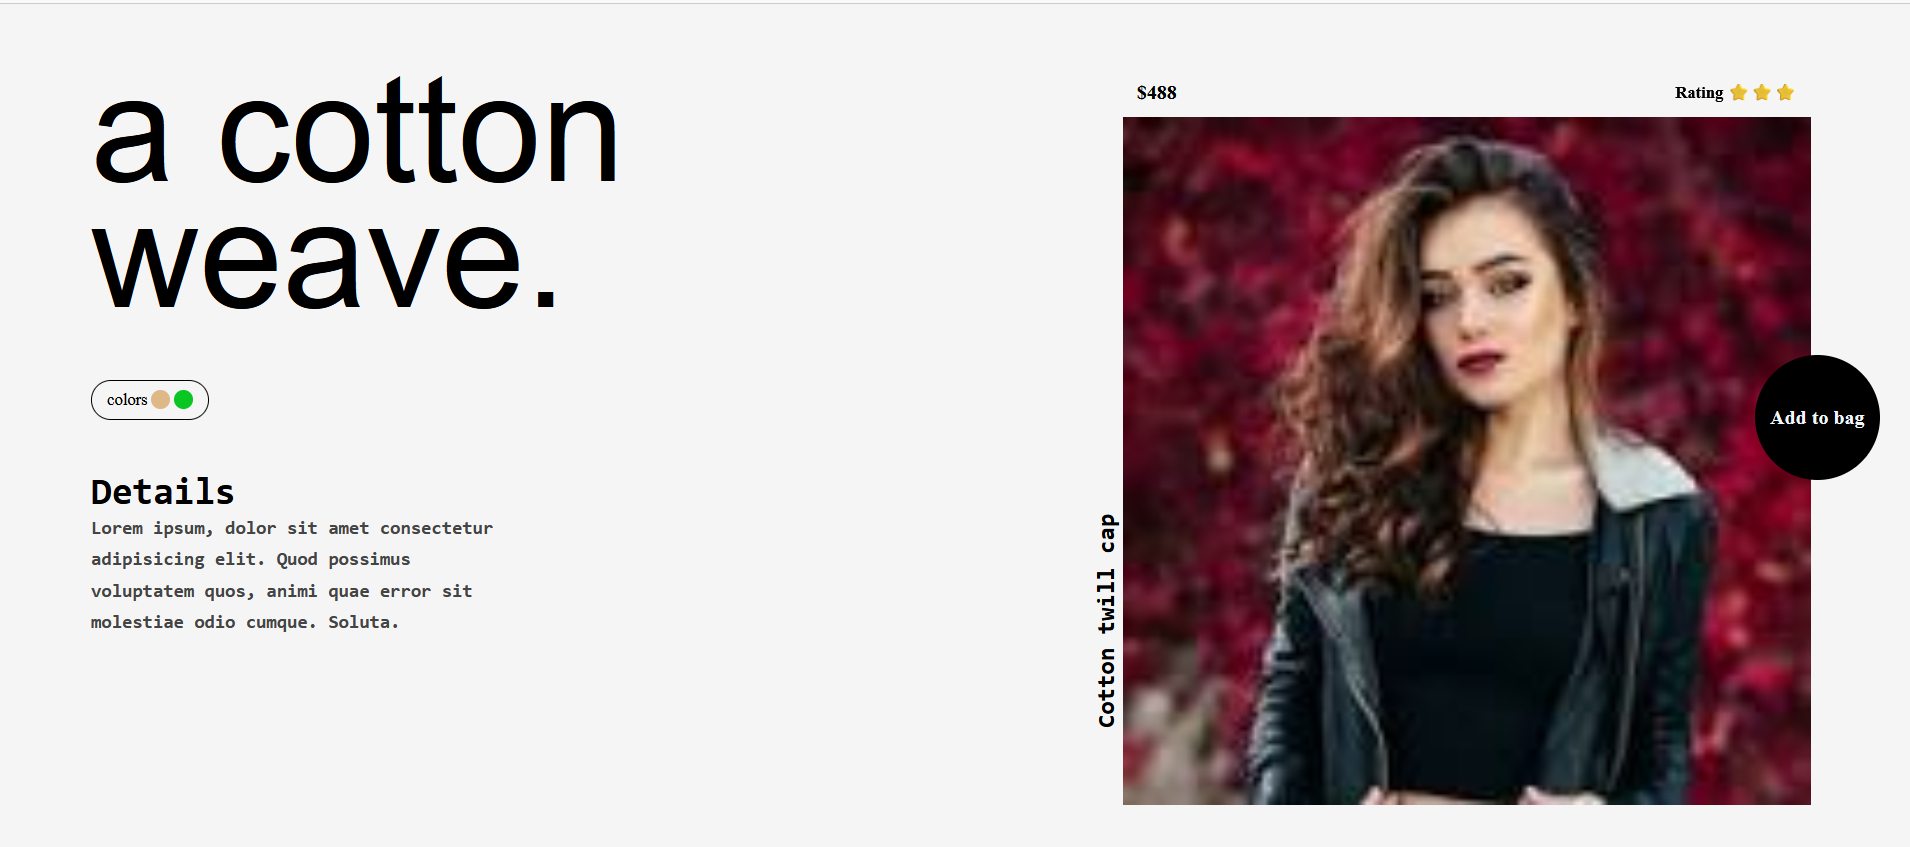 a cotton
weave.
colors
Details
Lorem ipsum, dolor sit amet consectetur
adipisicing elit. Quod possimus
voluptatem quos, animi quae error sit
molestiae odio cumque. Soluta.
$488
Rating
Cotton twill cap
Add to bag